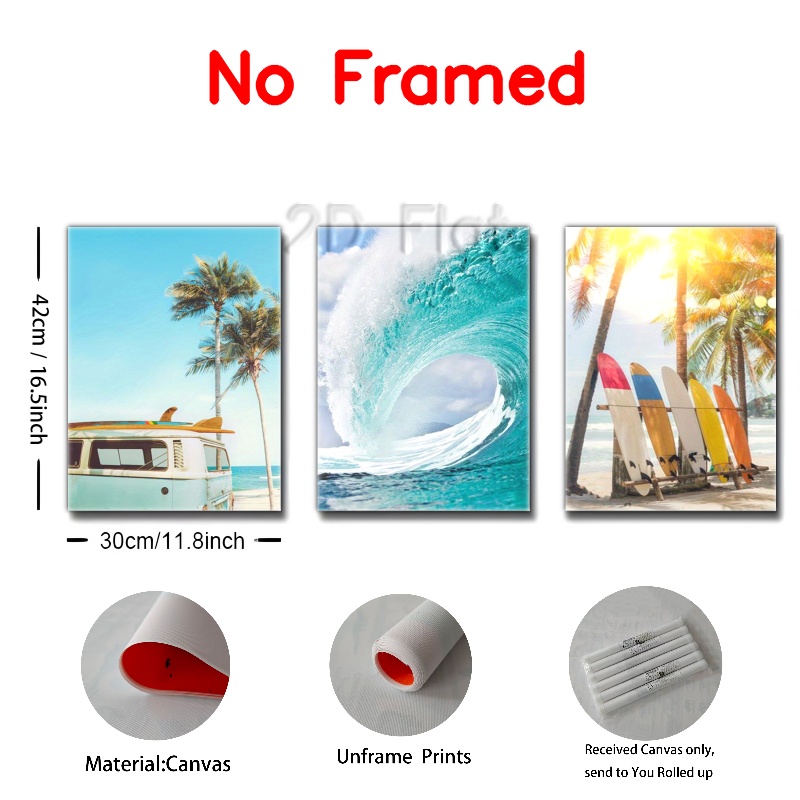 No Framed
2D Flat
42cm / 16.5inch
30cm/11.8inch
Material:Canvas
Unframe Prints
Received Canvas only,
send to You Rolled up